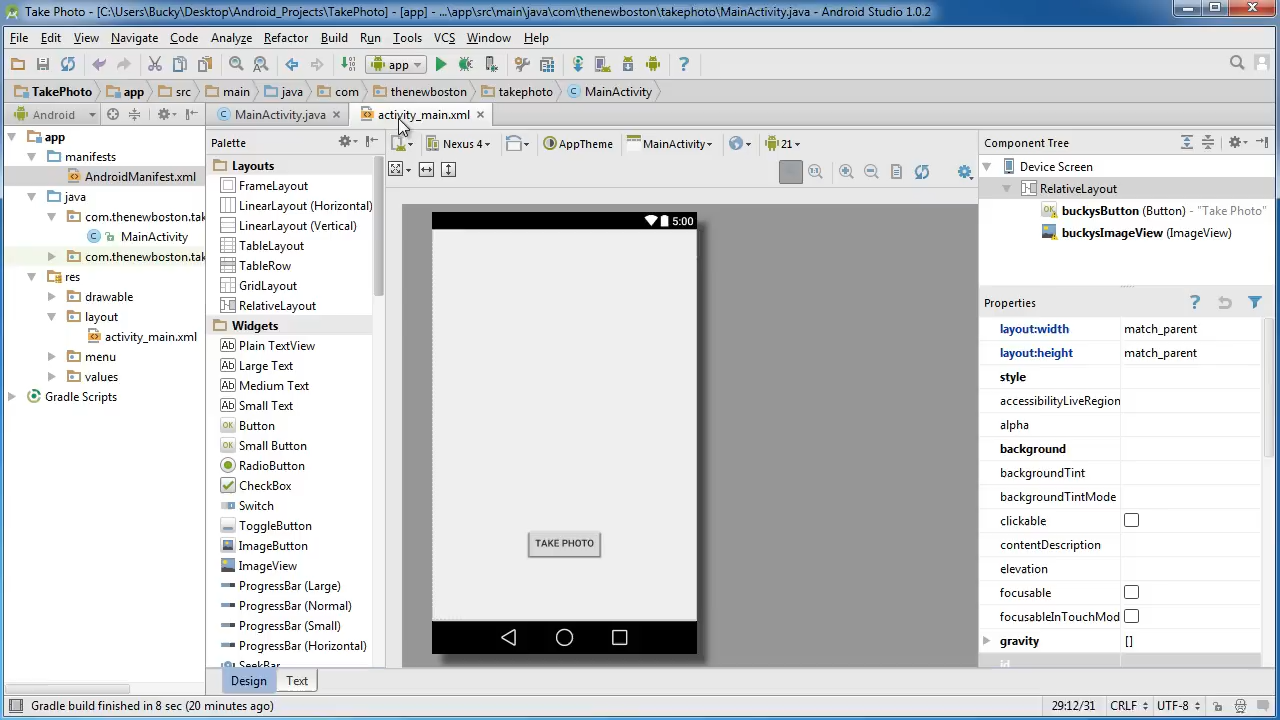 Take Photo - [C:\Users\Bucky\Desktop\Android_Projects\TakePhoto] - [app] - ...\app\src\main\java\com\thenewboston\takephoto\MainActivity.java - Android Studio 1.0.2
File Edit View Navigate Code Analyze Refactor Build Run Tools VCS Window Help
app
TakePhoto app src main java com thenewboston takephoto MainActivity
Android MainActivity.java activity_main.xml
app
manifests
AndroidManifest.xml
java
com.thenewboston.tak
MainActivity
com.thenewboston.tak
res
drawable
layout
activity_main.xml
menu
values
Gradle Scripts
Palette
Layouts
FrameLayout
LinearLayout (Horizontal)
LinearLayout (Vertical)
TableLayout
TableRow
GridLayout
RelativeLayout
Widgets
Plain TextView
Large Text
Medium Text
Small Text
Button
Small Button
RadioButton
CheckBox
Switch
ToggleButton
ImageButton
ImageView
ProgressBar (Large)
ProgressBar (Normal)
ProgressBar (Small)
ProgressBar (Horizontal)
SeekBar
Nexus 4 AppTheme MainActivity 21
5:00
TAKE PHOTO
Component Tree
Device Screen
RelativeLayout
buckysButton (Button) - "Take Photo"
buckysImageView (ImageView)
Properties
layout:width match_parent
layout:height match_parent
style
accessibilityLiveRegion
alpha
background
backgroundTint
backgroundTintMode
clickable
contentDescription
elevation
focusable
focusableInTouchMod
gravity []
id
Design Text
Gradle build finished in 8 sec (20 minutes ago) 29:12/31 CRLF UTF-8